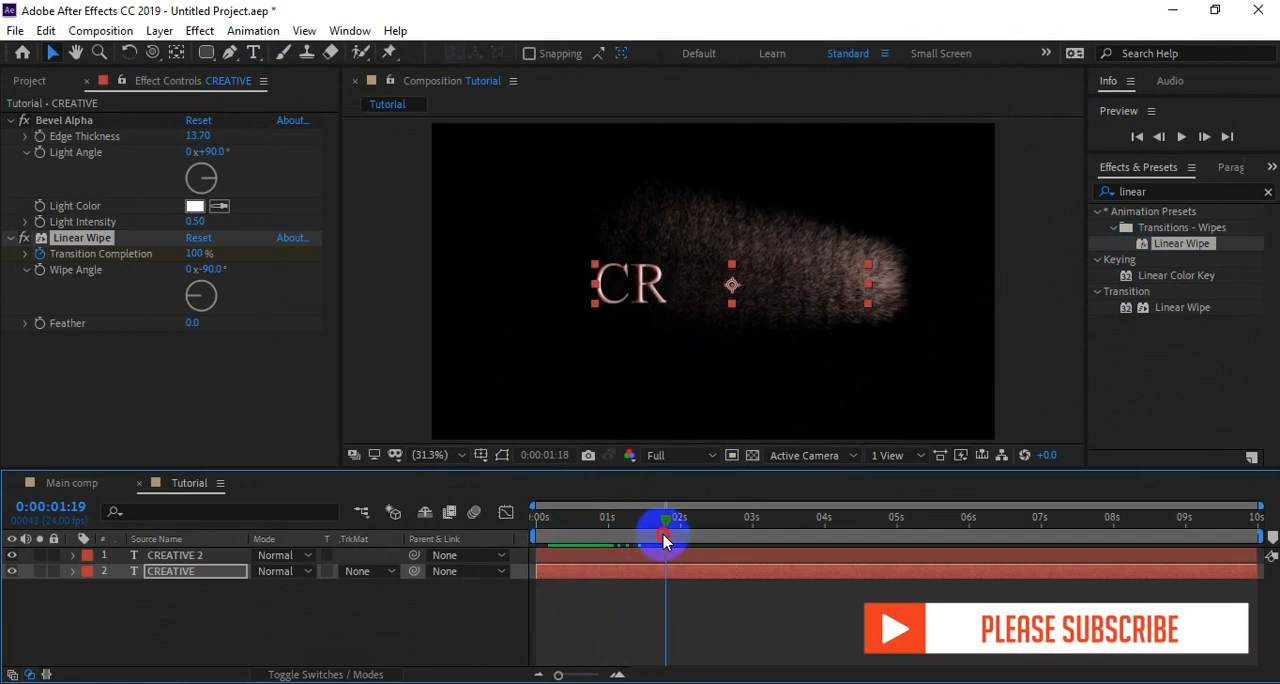 Adobe After Effects CC 2019 - Untitled Project.aep *
File Edit Composition Layer Effect Animation View Window Help
Snapping Default Learn Standard Small Screen Search Help
Project Effect Controls CREATIVE Composition Tutorial Info Audio
Tutorial • CREATIVE Tutorial
Preview
fx Bevel Alpha Reset About...
Edge Thickness 13.70
Light Angle 0 x+90.0°
Effects & Presets Parag
linear
Light Color
Light Intensity 0.50
fx Linear Wipe Reset About...
Transition Completion 100 %
Wipe Angle 0 x-90.0°
Feather 0.0
* Animation Presets
Transitions - Wipes
Linear Wipe
Keying
Linear Color Key
Transition
Linear Wipe
CR
(31.3%) 0:00:01:18 Full Active Camera 1 View +0.0
Main comp Tutorial
0:00:01:19
00043 (24.00 fps)
:00s 01s 02s 03s 04s 05s 06s 07s 08s 09s 10s
# Source Name Mode T .TrkMat Parent & Link
1 T CREATIVE 2 Normal None
2 T CREATIVE Normal None None
PLEASE SUBSCRIBE
Toggle Switches / Modes